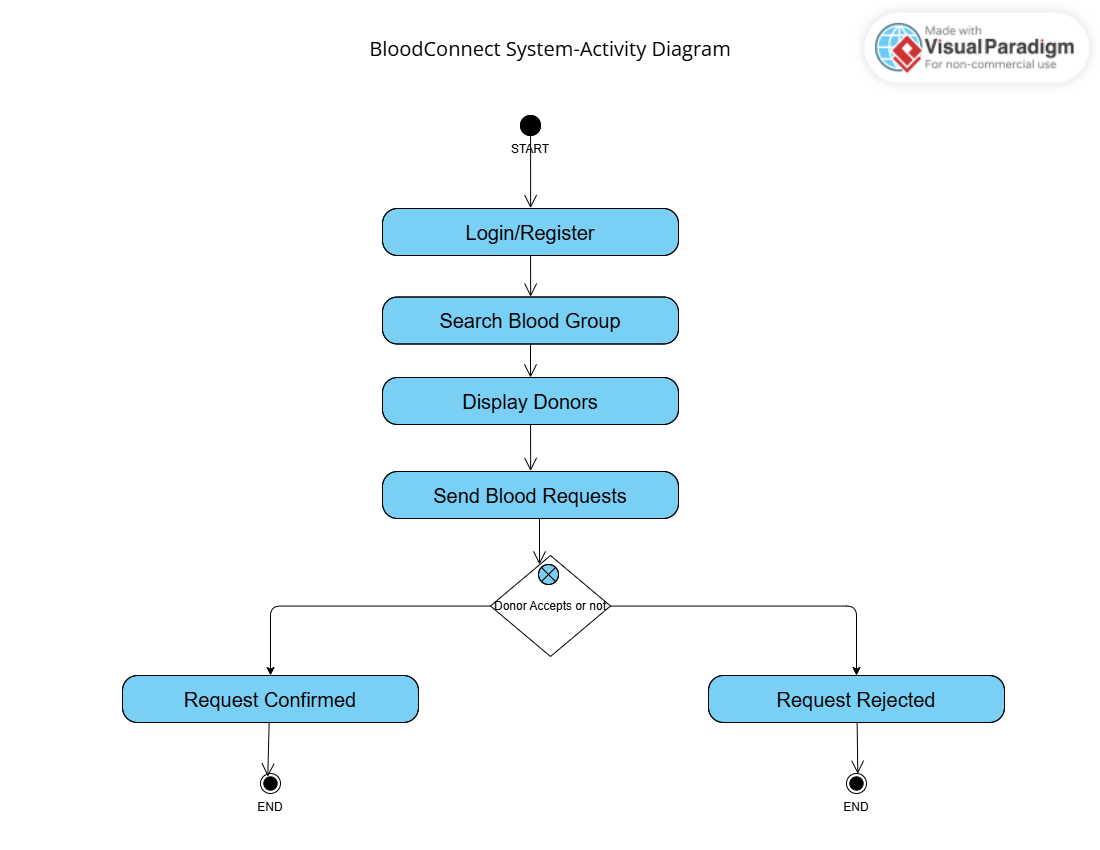 BloodConnect System-Activity Diagram
Made with
Visual Paradigm
For non-commercial use
START
Login/Register
Search Blood Group
Display Donors
Send Blood Requests
Donor Accepts or not
Request Confirmed
Request Rejected
END
END